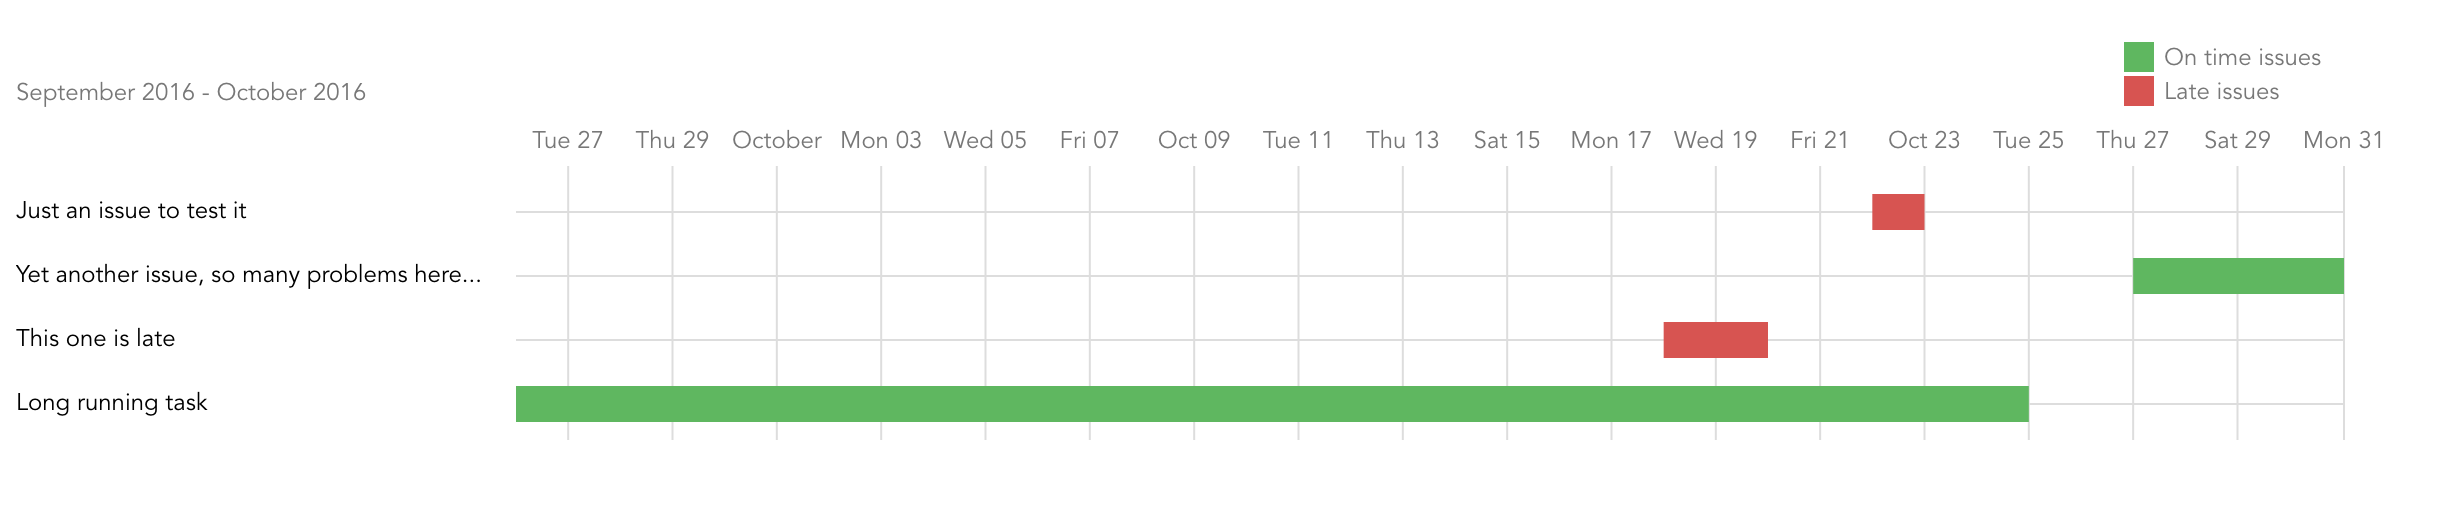 On time issues
September 2016 - October 2016
Late issues
Tue 27 Thu 29 October Mon 03 Wed 05 Fri 07 Oct 09 Tue 11 Thu 13 Sat 15 Mon 17 Wed 19 Fri 21 Oct 23 Tue 25 Thu 27 Sat 29 Mon 31
Just an issue to test it
Yet another issue, so many problems here...
This one is late
Long running task